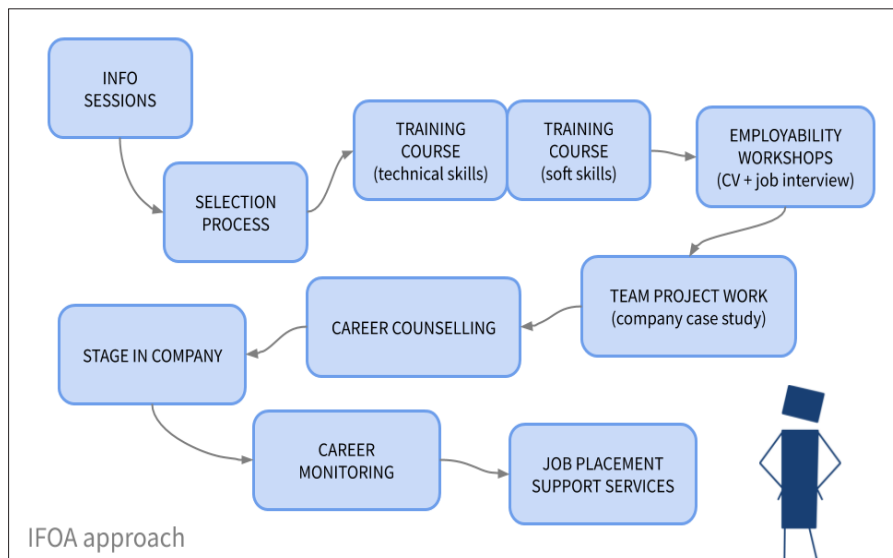 INFO
SESSIONS
SELECTION
PROCESS
TRAINING
COURSE
(technical skills)
TRAINING
COURSE
(soft skills)
EMPLOYABILITY
WORKSHOPS
(CV + job interview)
TEAM PROJECT WORK
(company case study)
CAREER COUNSELLING
STAGE IN COMPANY
CAREER
MONITORING
JOB PLACEMENT
SUPPORT SERVICES
IFOA approach